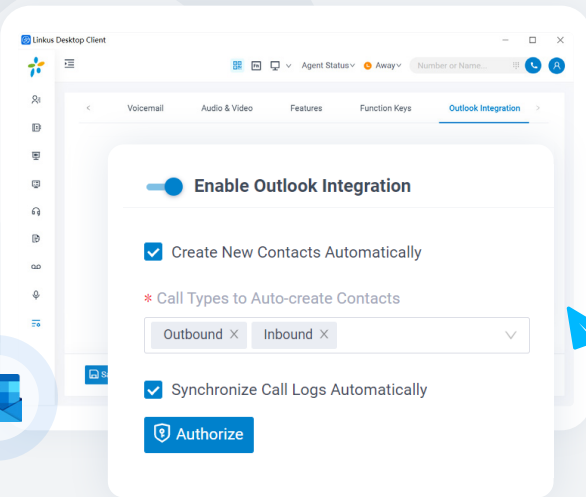 Linkus Desktop Client
Fn Agent Status Away Number or Name...
A
Voicemail Audio & Video Features Function Keys Outlook Integration
Enable Outlook Integration
Create New Contacts Automatically
* Call Types to Auto-create Contacts
Outbound × Inbound ×
Synchronize Call Logs Automatically
Authorize